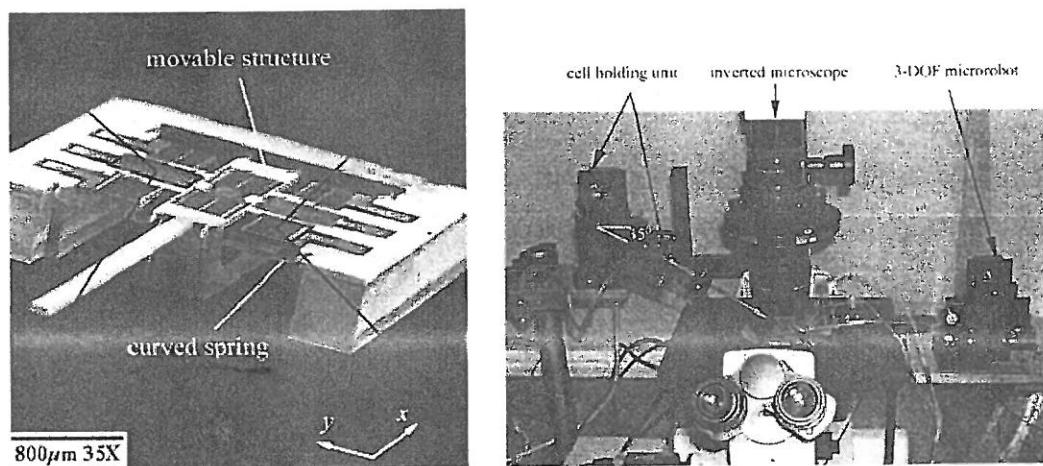 movable structure
curved spring
y
x
800μm 35X
cell holding unit
inverted microscope
3-DOF microrobot
35°